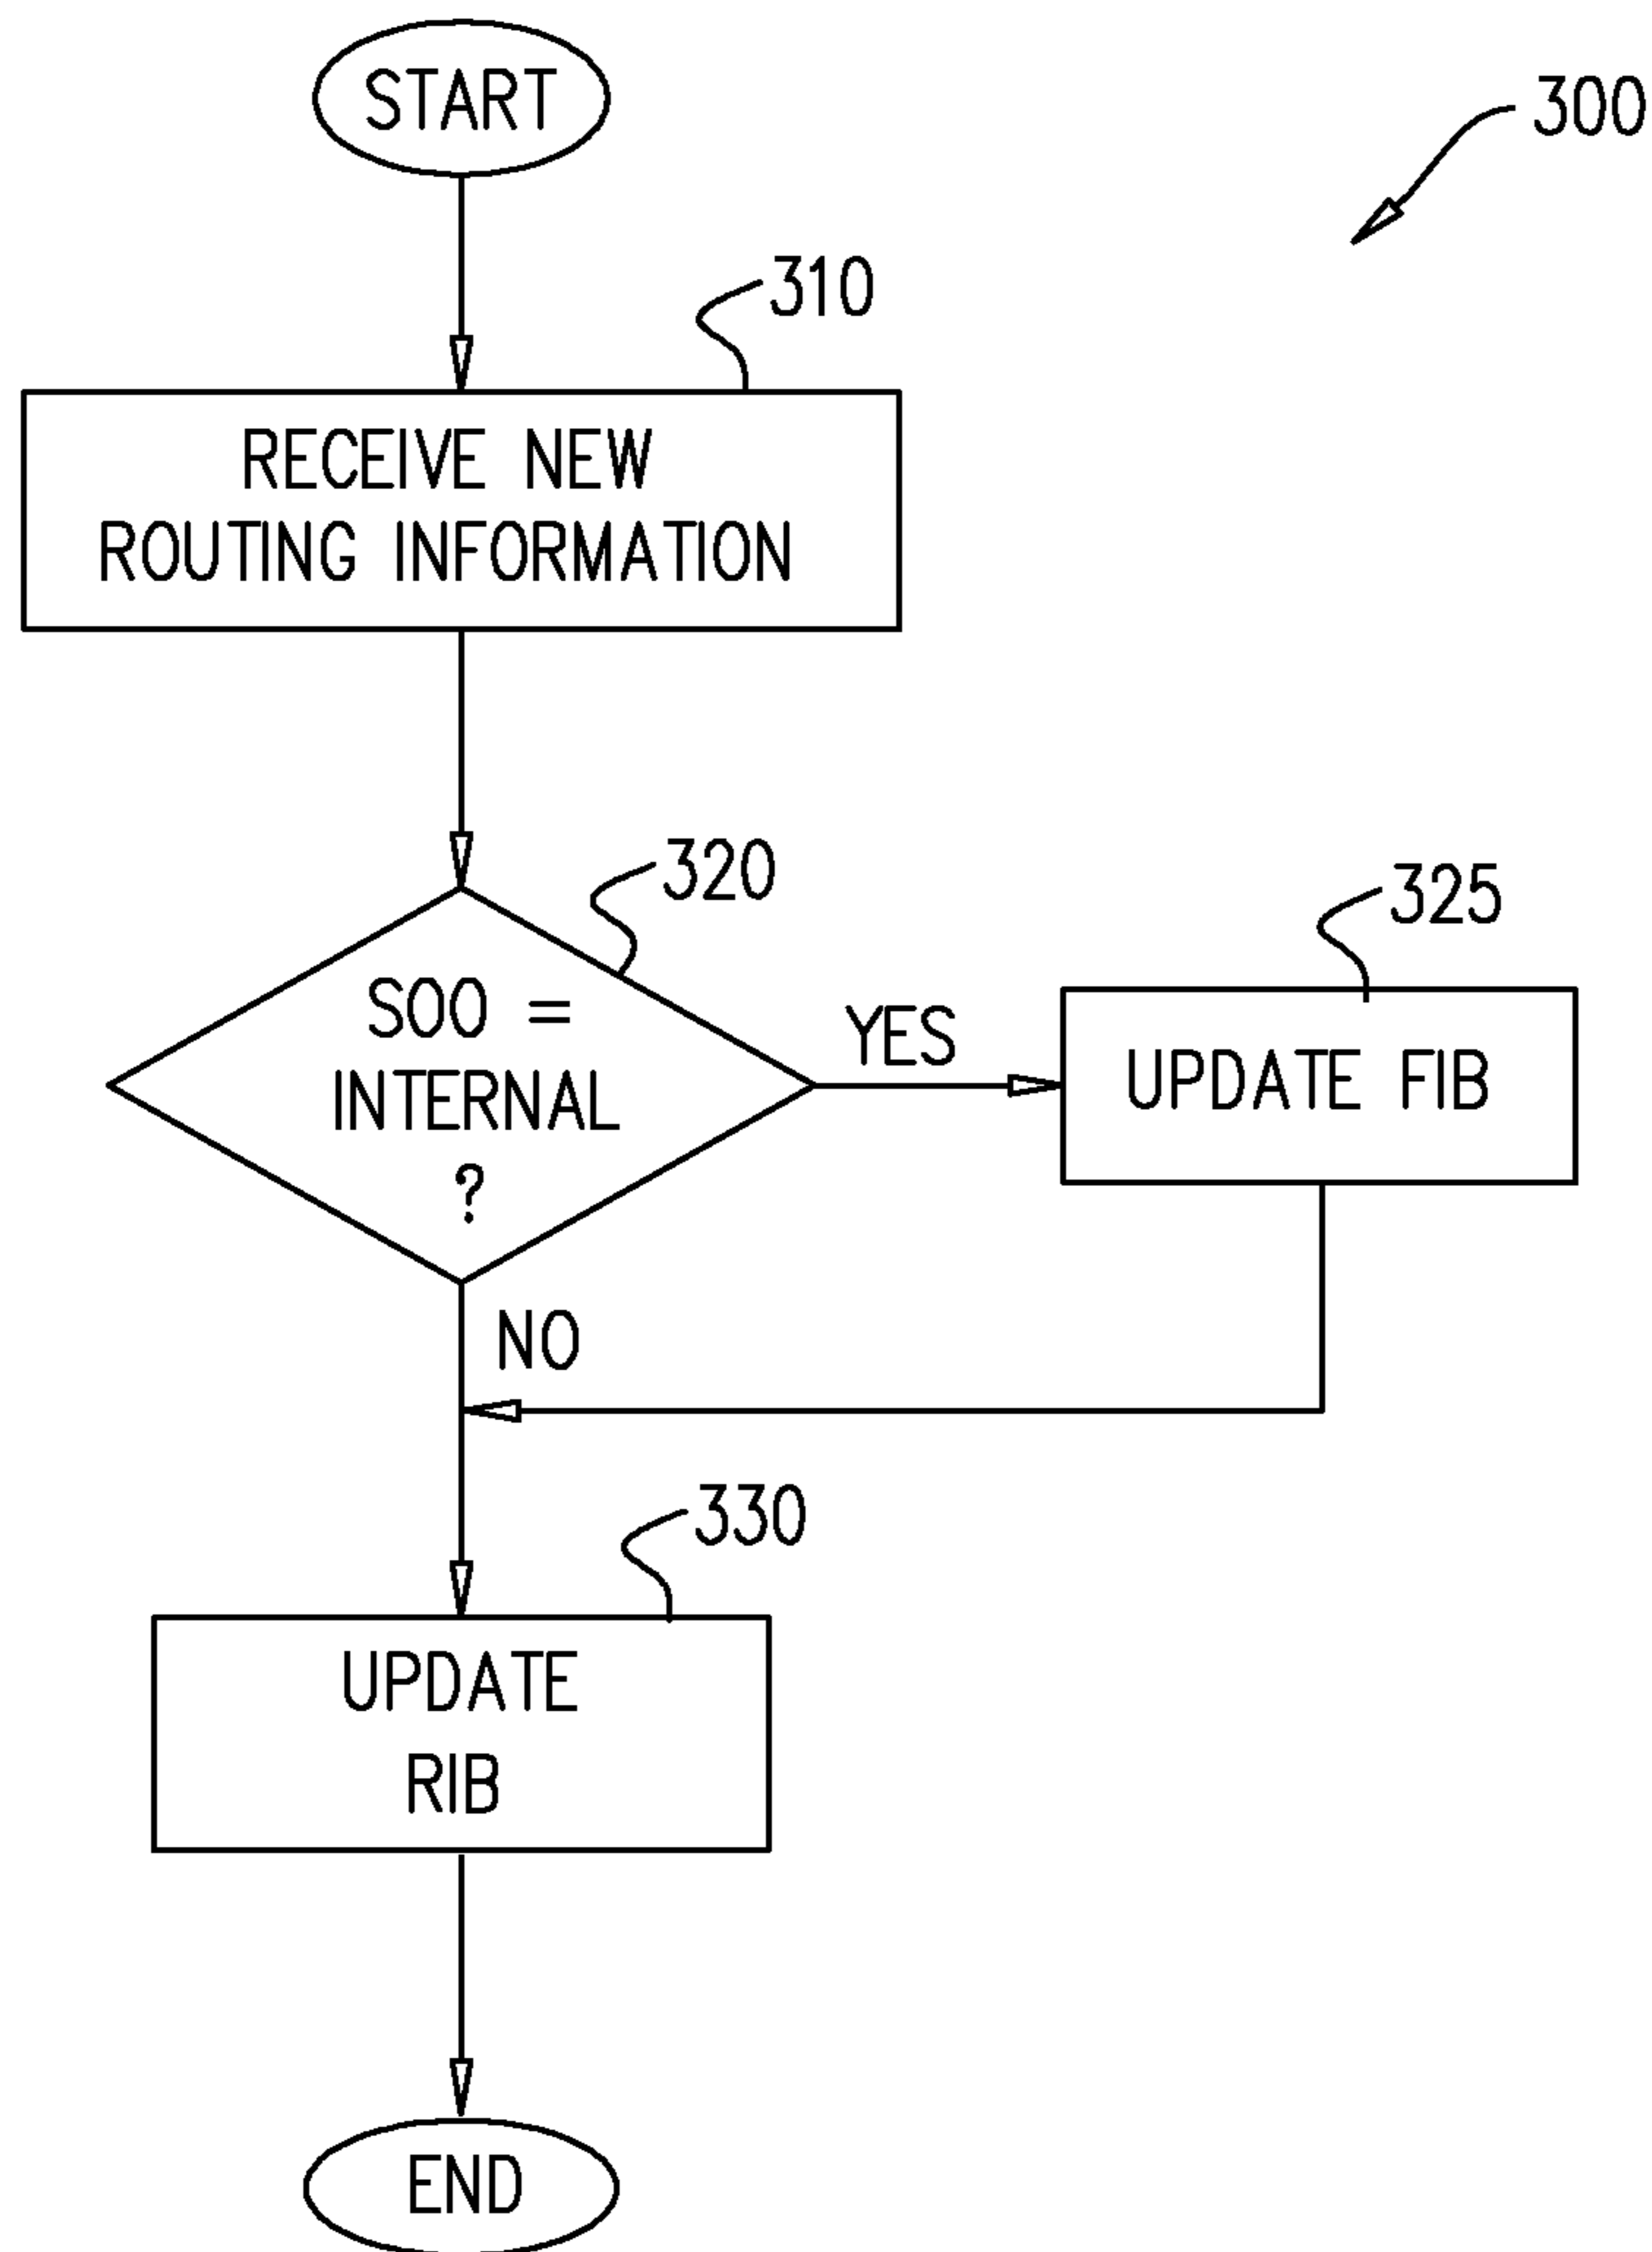 START
300
310
RECEIVE NEW
ROUTING INFORMATION
320
325
SOO =
INTERNAL
?
YES
UPDATE FIB
NO
330
UPDATE
RIB
END